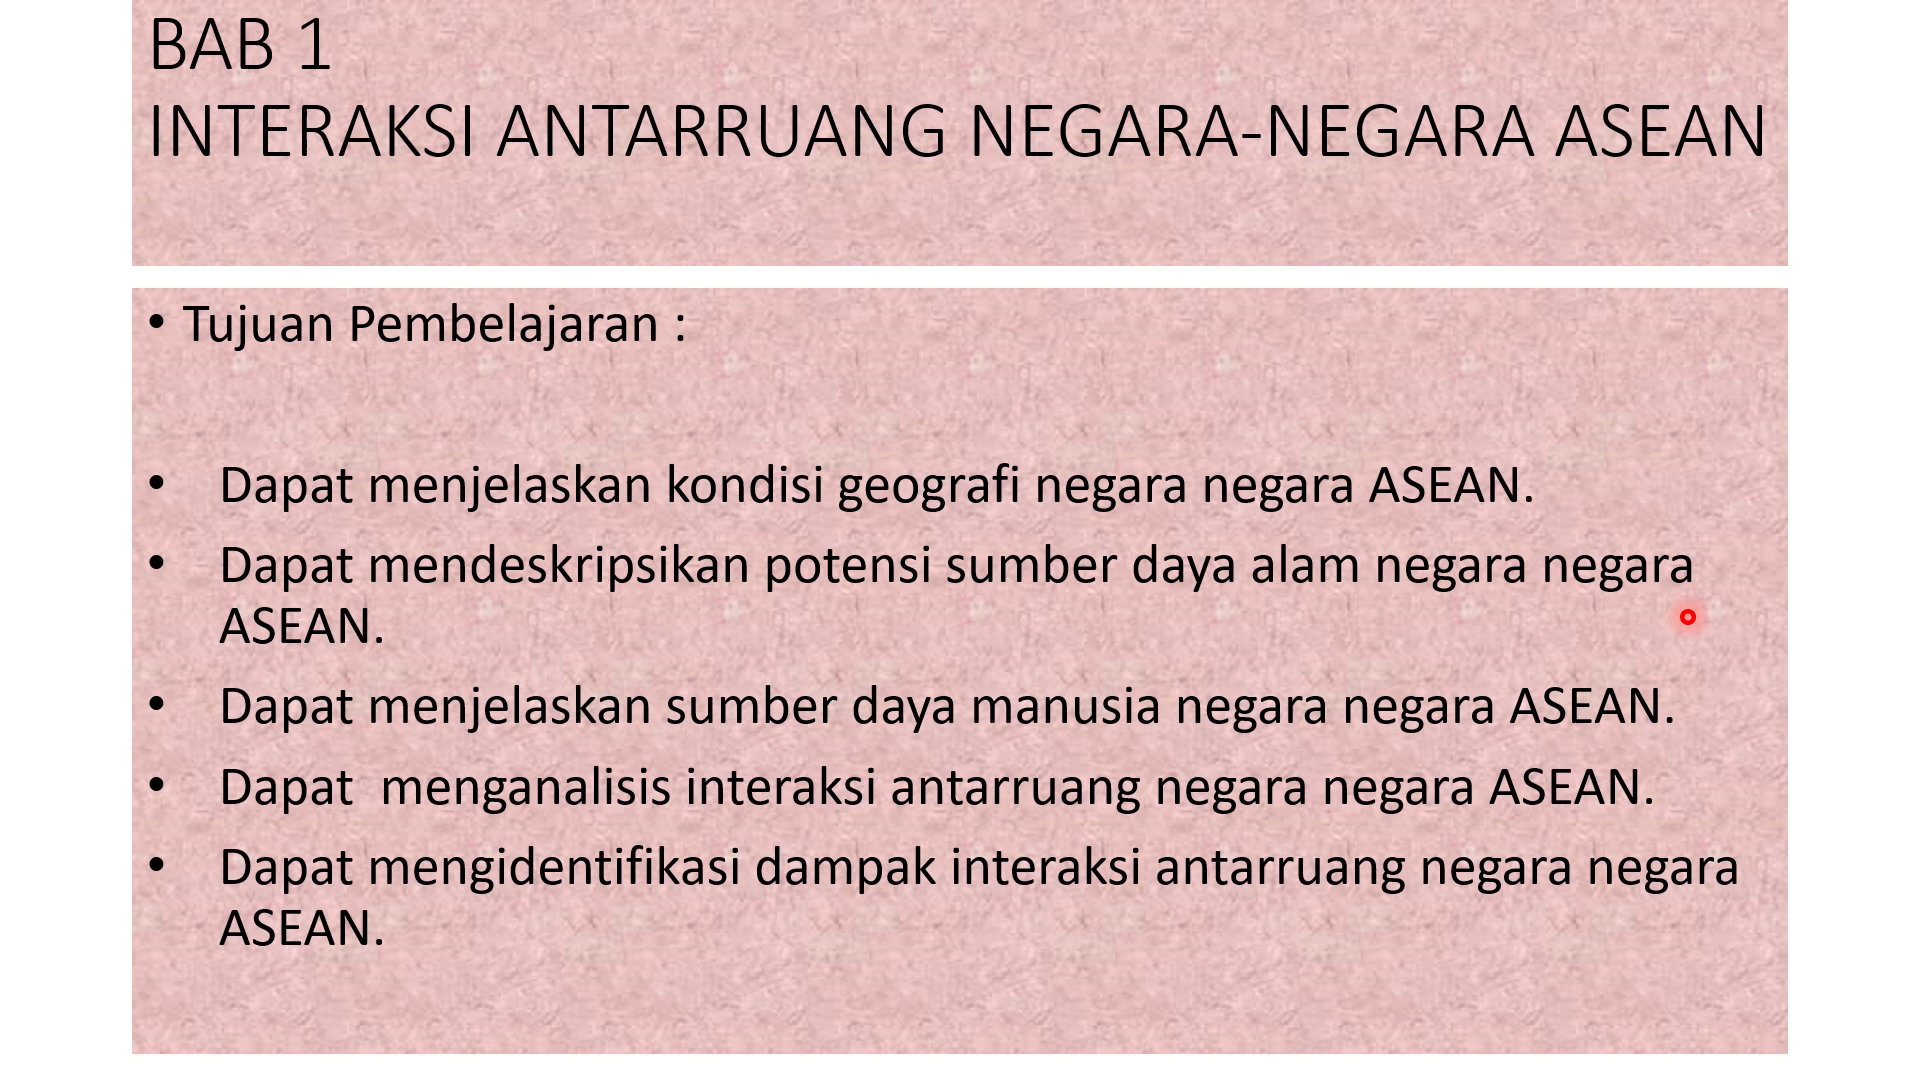 BAB 1
INTERAKSI ANTARRUANG NEGARA-NEGARA ASEAN
• Tujuan Pembelajaran :
• Dapat menjelaskan kondisi geografi negara negara ASEAN.
• Dapat mendeskripsikan potensi sumber daya alam negara negara
ASEAN.
• Dapat menjelaskan sumber daya manusia negara negara ASEAN.
• Dapat  menganalisis interaksi antarruang negara negara ASEAN.
• Dapat mengidentifikasi dampak interaksi antarruang negara negara
ASEAN.